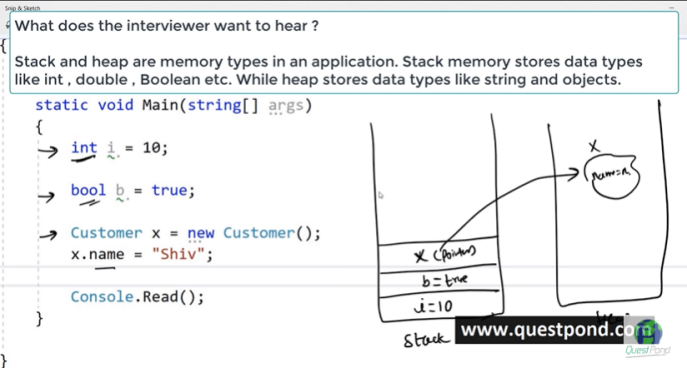 Snip & Sketch
What does the interviewer want to hear ?
Stack and heap are memory types in an application. Stack memory stores data types
like int , double , Boolean etc. While heap stores data types like string and objects.
{
static void Main(string[] args)
{
int i = 10;
bool b = true;
Customer x = new Customer();
x.name = "Shiv";
Console.Read();
}
}
x
x (Pointer)
b=true
i=10
Stack
www.questpond.com
QuestPond